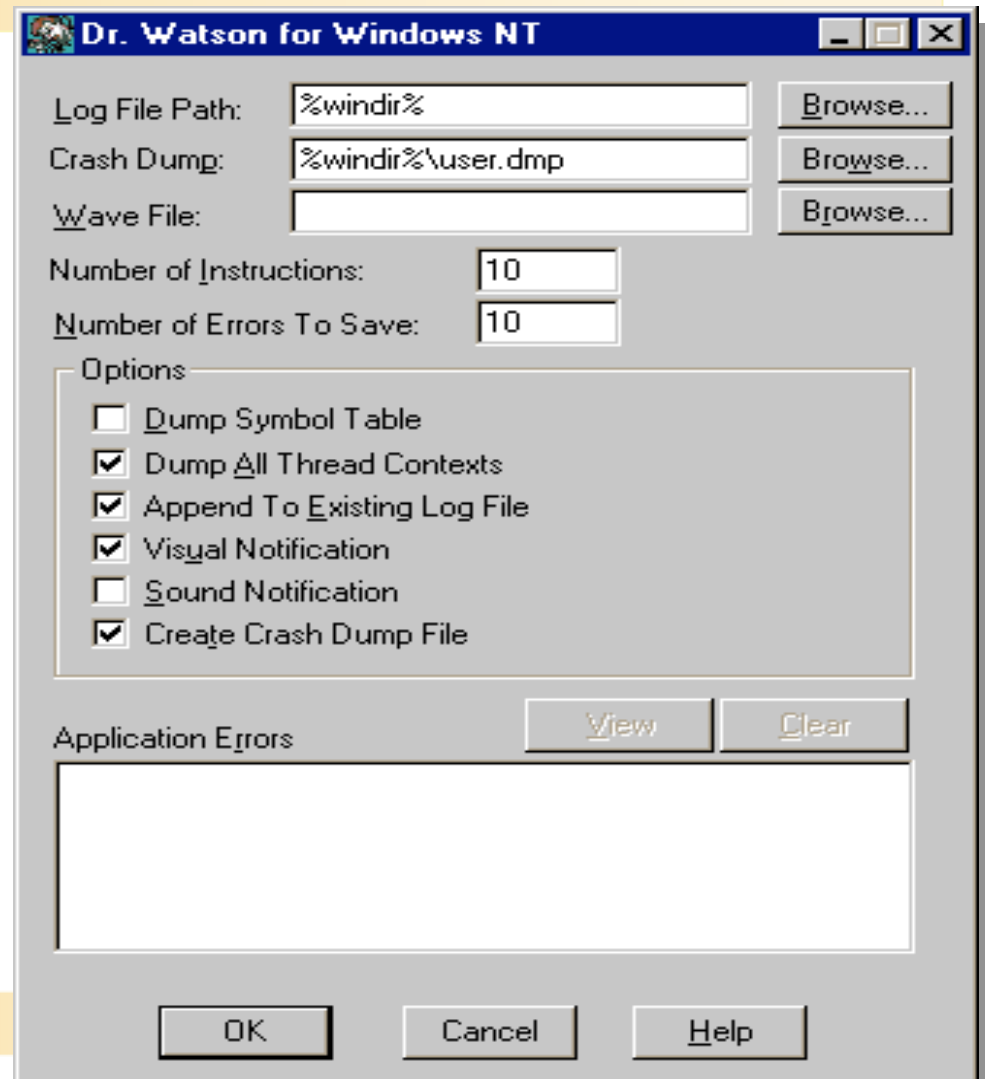 Dr. Watson for Windows NT
Log File Path: %windir% Browse...
Crash Dump: %windir%\user.dmp Browse...
Wave File: Browse...
Number of Instructions: 10
Number of Errors To Save: 10
Options
Dump Symbol Table
Dump All Thread Contexts
Append To Existing Log File
Visual Notification
Sound Notification
Create Crash Dump File
Application Errors View Clear
OK Cancel Help